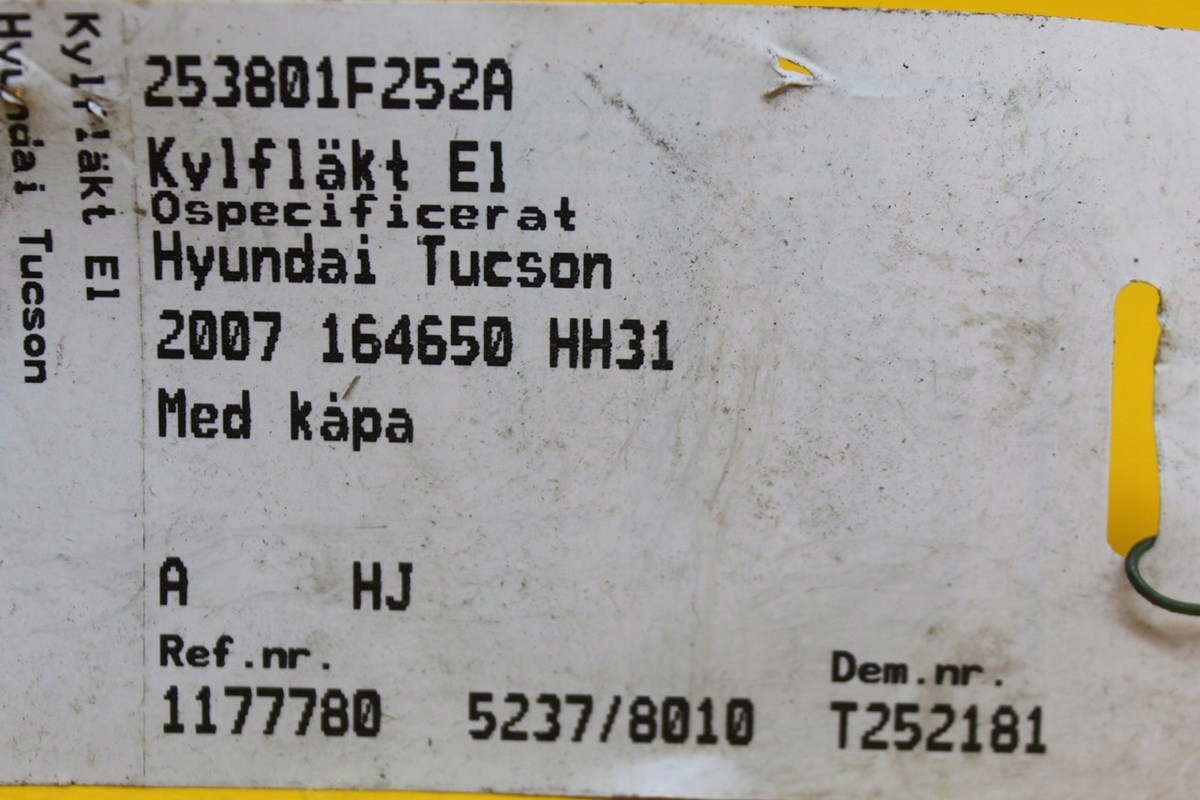 Kylfläkt El
Hyundai Tucson
253801F252A
Kylfläkt El
Ospecificerat
Hyundai Tucson
2007 164650 HH31
Med kåpa
A HJ
Ref.nr.
1177780 5237/8010
Dem.nr.
T252181